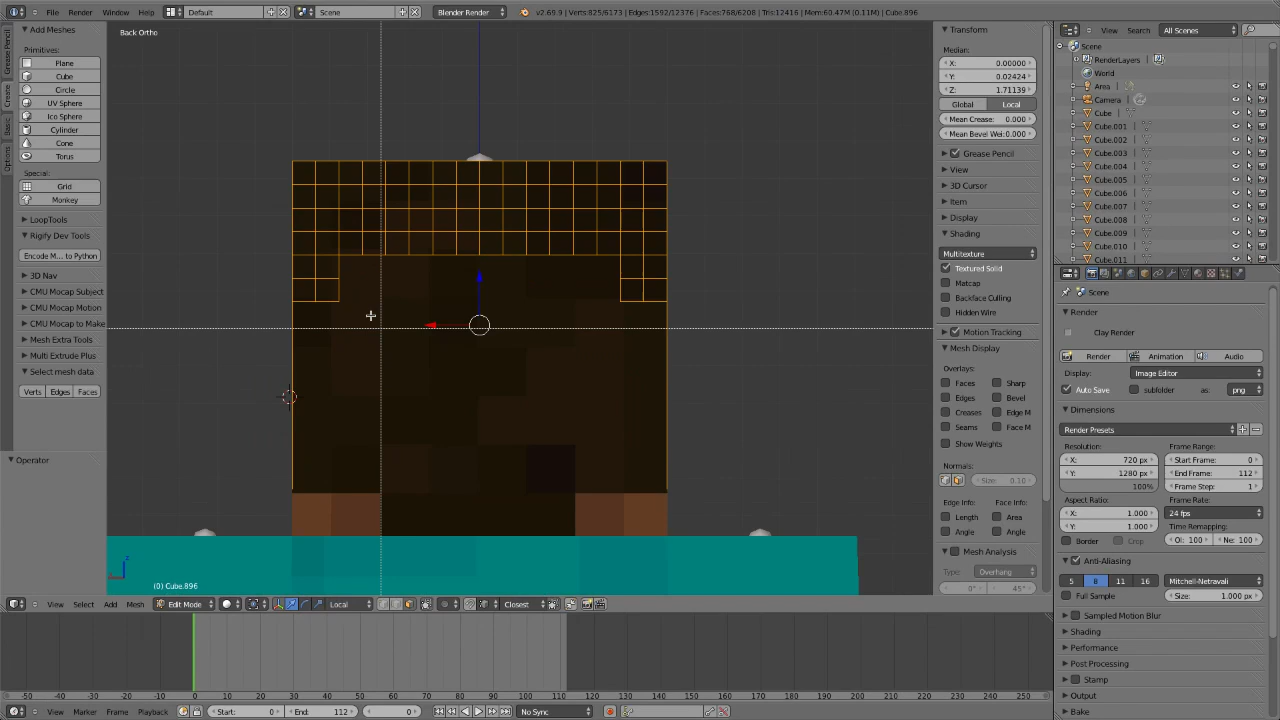 File Render Window Help Default Scene Blender Render v2.69.9 | Verts:825/6173 | Edges:1592/12376 | Faces:768/6208 | Tris:12416 | Mem:60.47M (0.11M) | Cube.896
Grease Pencil
Create
Basic
Options
Add Meshes
Primitives:
Plane
Cube
Circle
UV Sphere
Ico Sphere
Cylinder
Cone
Torus
Special:
Grid
Monkey
LoopTools
Rigify Dev Tools
Encode M... to Python
3D Nav
CMU Mocap Subject
CMU Mocap Motion
CMU Mocap to Make
Mesh Extra Tools
Multi Extrude Plus
Select mesh data
Verts Edges Faces
Operator
Back Ortho
(0) Cube.896
Transform
Median:
X: 0.00000
Y: 0.02424
Z: 1.71139
Global Local
Mean Crease: 0.000
Mean Bevel Wei:0.000
Grease Pencil
View
3D Cursor
Item
Display
Shading
Multitexture
Textured Solid
Matcap
Backface Culling
Hidden Wire
Motion Tracking
Mesh Display
Overlays:
Faces Sharp
Edges Bevel
Creases Edge M
Seams Face M
Show Weights
Normals:
Size: 0.10
Edge Info: Face Info:
Length Area
Angle Angle
Mesh Analysis
Type: Overhang
View Search All Scenes
Scene
RenderLayers
World
Area
Camera
Cube
Cube.001
Cube.002
Cube.003
Cube.004
Cube.005
Cube.006
Cube.007
Cube.008
Cube.009
Cube.010
Cube.011
Scene
Render
Clay Render
Render Animation Audio
Display: Image Editor
Auto Save subfolder as: png
Dimensions
Render Presets
Resolution: Frame Range:
X: 720 px Start Frame: 0
Y: 1280 px End Frame: 112
100% Frame Step: 1
Aspect Ratio: Frame Rate:
X: 1.000 24 fps
Y: 1.000 Time Remapping:
Border Crop Ol: 100 Ne: 100
Anti-Aliasing
5 8 11 16 Mitchell-Netravali
Full Sample Size: 1.000 px
Sampled Motion Blur
Shading
Performance
Post Processing
Stamp
Output
Bake
View Select Add Mesh Edit Mode Local Closest
-50 -40 -30 -20 -10 0 10 20 30 40 50 60 70 80 90 100 110 120 130 140 150 160 170 180 190 200 210 220 230 240 250
View Marker Frame Playback Start: 0 End: 112 0 No Sync